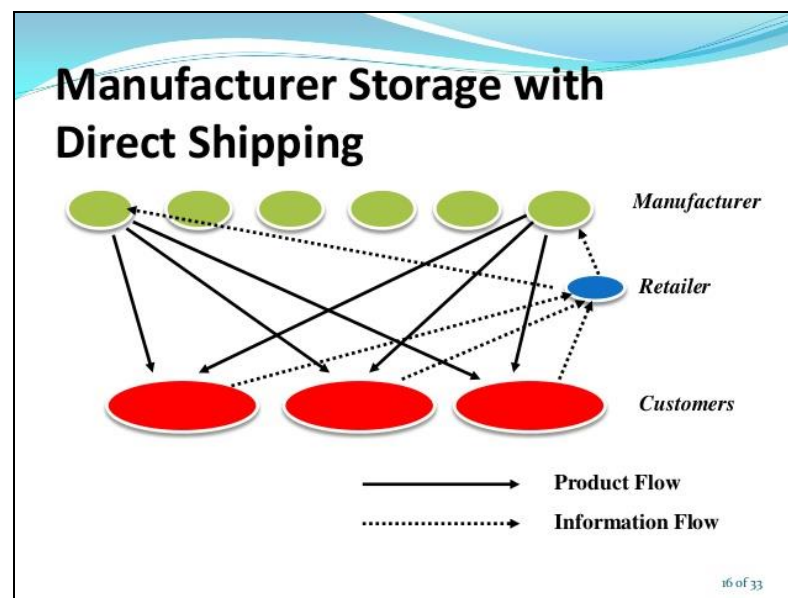 Manufacturer Storage with
Direct Shipping
Manufacturer
Retailer
Customers
Product Flow
Information Flow
16 of 33